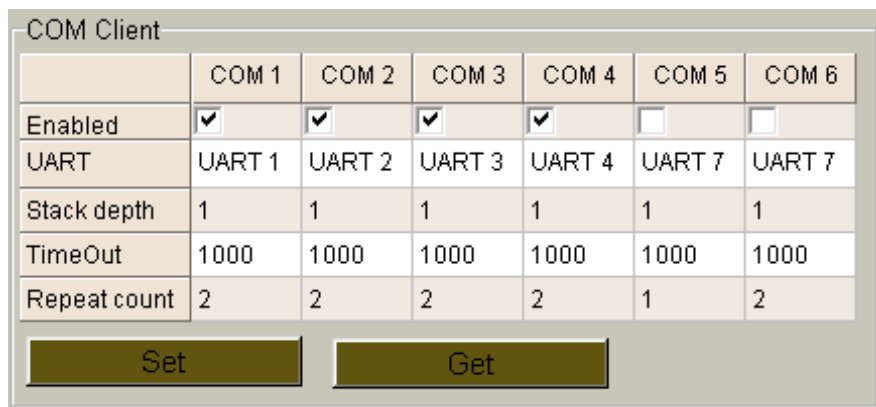 COM Client
COM 1 COM 2 COM 3 COM 4 COM 5 COM 6
Enabled
UART UART 1 UART 2 UART 3 UART 4 UART 7 UART 7
Stack depth 1 1 1 1 1 1
TimeOut 1000 1000 1000 1000 1000 1000
Repeat count 2 2 2 2 1 2
Set Get